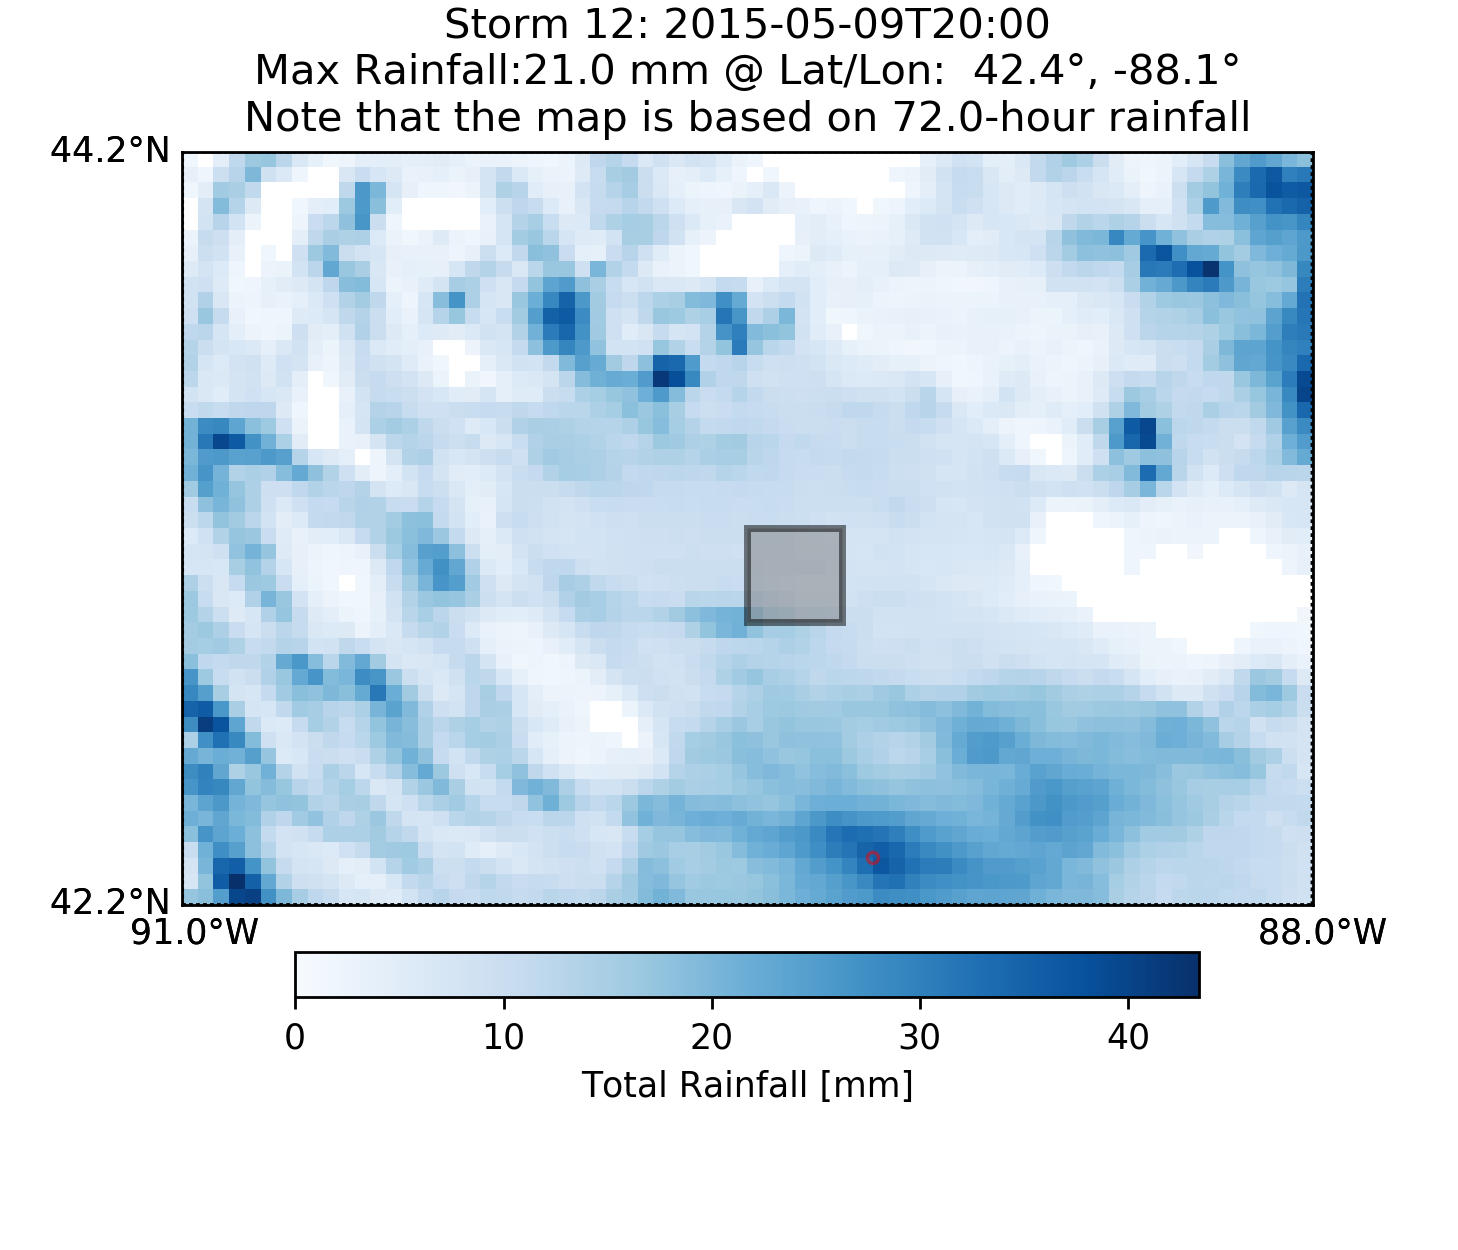 Storm 12: 2015-05-09T20:00
Max Rainfall:21.0 mm @ Lat/Lon:  42.4°, -88.1°
Note that the map is based on 72.0-hour rainfall
44.2°N
42.2°N
91.0°W
88.0°W
0 10 20 30 40
Total Rainfall [mm]